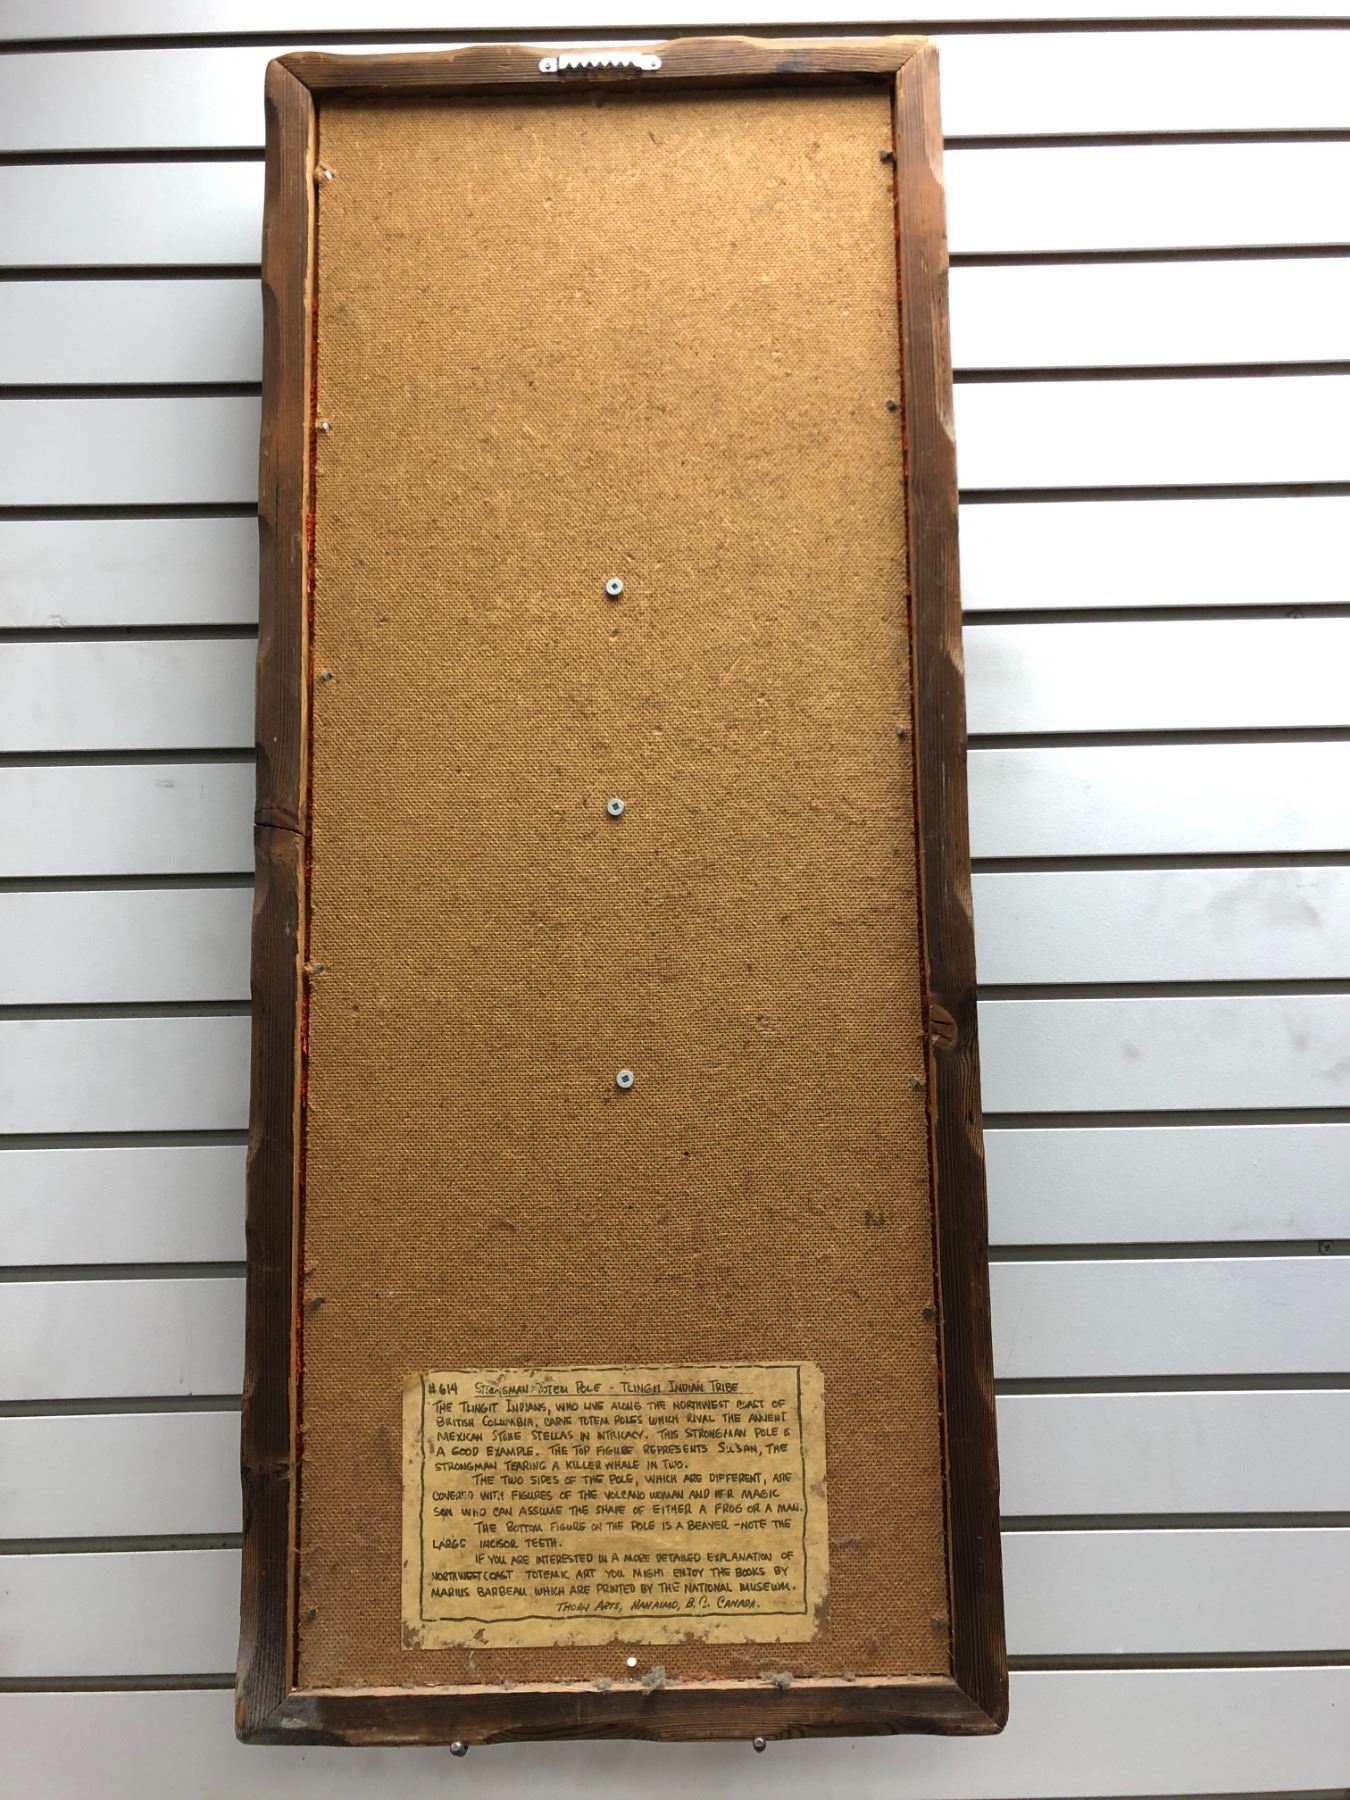 #614 STRONGMAN TOTEM POLE - TLINGIT INDIAN TRIBE
THE TLINGIT INDIANS, WHO LIVE ALONG THE NORTHWEST COAST OF
BRITISH COLUMBIA, CARVE TOTEM POLES WHICH RIVAL THE ANCIENT
MEXICAN STONE STELLAS IN INTRICACY. THIS STRONGMAN POLE IS
A GOOD EXAMPLE. THE TOP FIGURE REPRESENTS SUSAN, THE
STRONGMAN TEARING A KILLER WHALE IN TWO.
THE TWO SIDES OF THE POLE, WHICH ARE DIFFERENT, ARE
COVERED WITH FIGURES OF THE VOLCANO WOMAN AND HER MAGIC
SON WHO CAN ASSUME THE SHAPE OF EITHER A FROG OR A MAN.
THE BOTTOM FIGURE ON THE POLE IS A BEAVER - NOTE THE
LARGE INCISOR TEETH.
IF YOU ARE INTERESTED IN A MORE DETAILED EXPLANATION OF
NORTHWEST COAST TOTEMIC ART YOU MIGHT ENJOY THE BOOKS BY
MARIUS BARBEAU WHICH ARE PRINTED BY THE NATIONAL MUSEUM.
THORN ARTS, NANAIMO, B.C. CANADA.